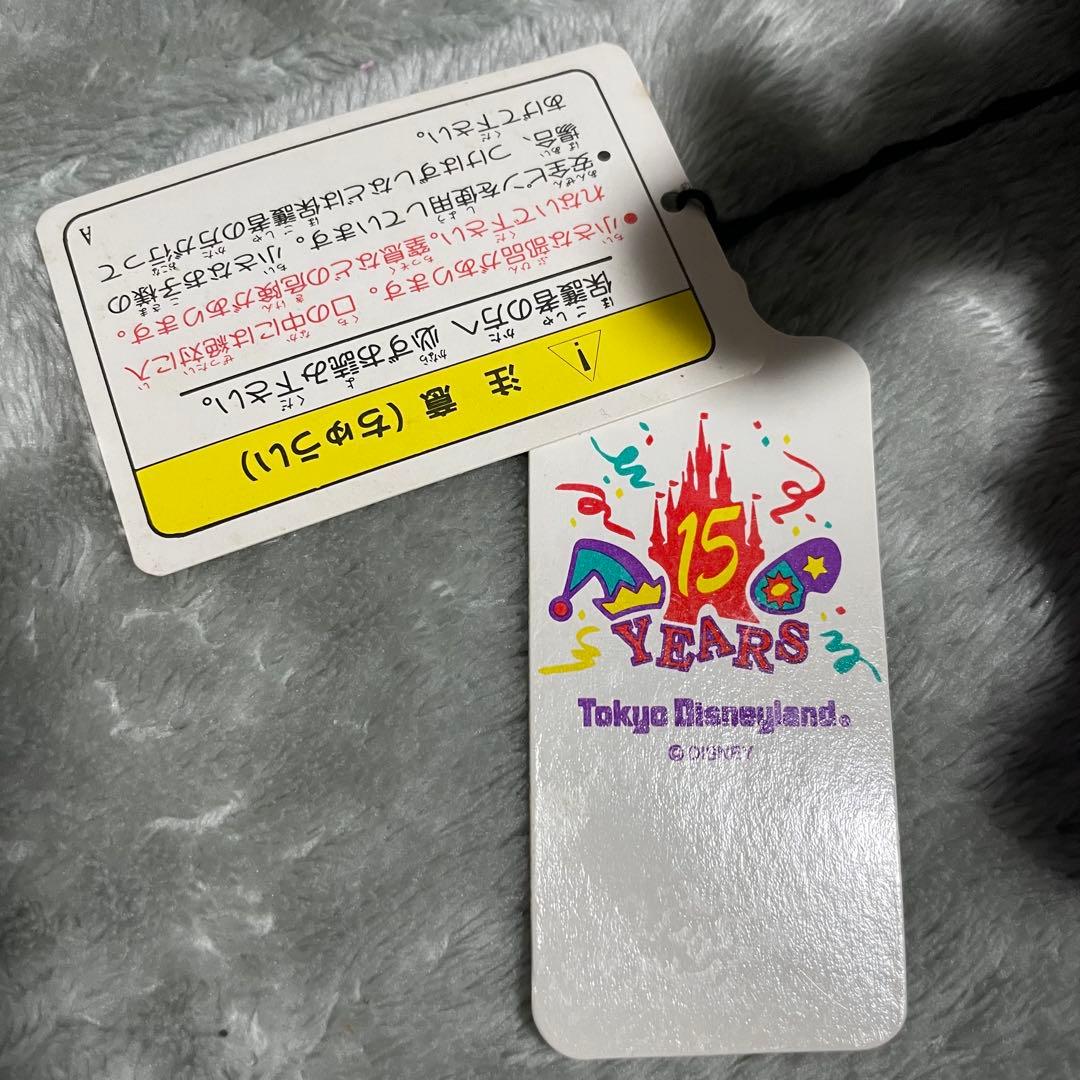 注意(ちゅうい)
保護者の方へ 必ずお読み下さい。
●小さな部品があります。口の中には絶対に入
れないで下さい。窒息などの危険があります。
●安全ピンを使用しています。小さなお子様の
場合、つけはずしなどは保護者の方が行って
あげて下さい。
A
15
YEARS
Tokyo Disneyland®
© DISNEY